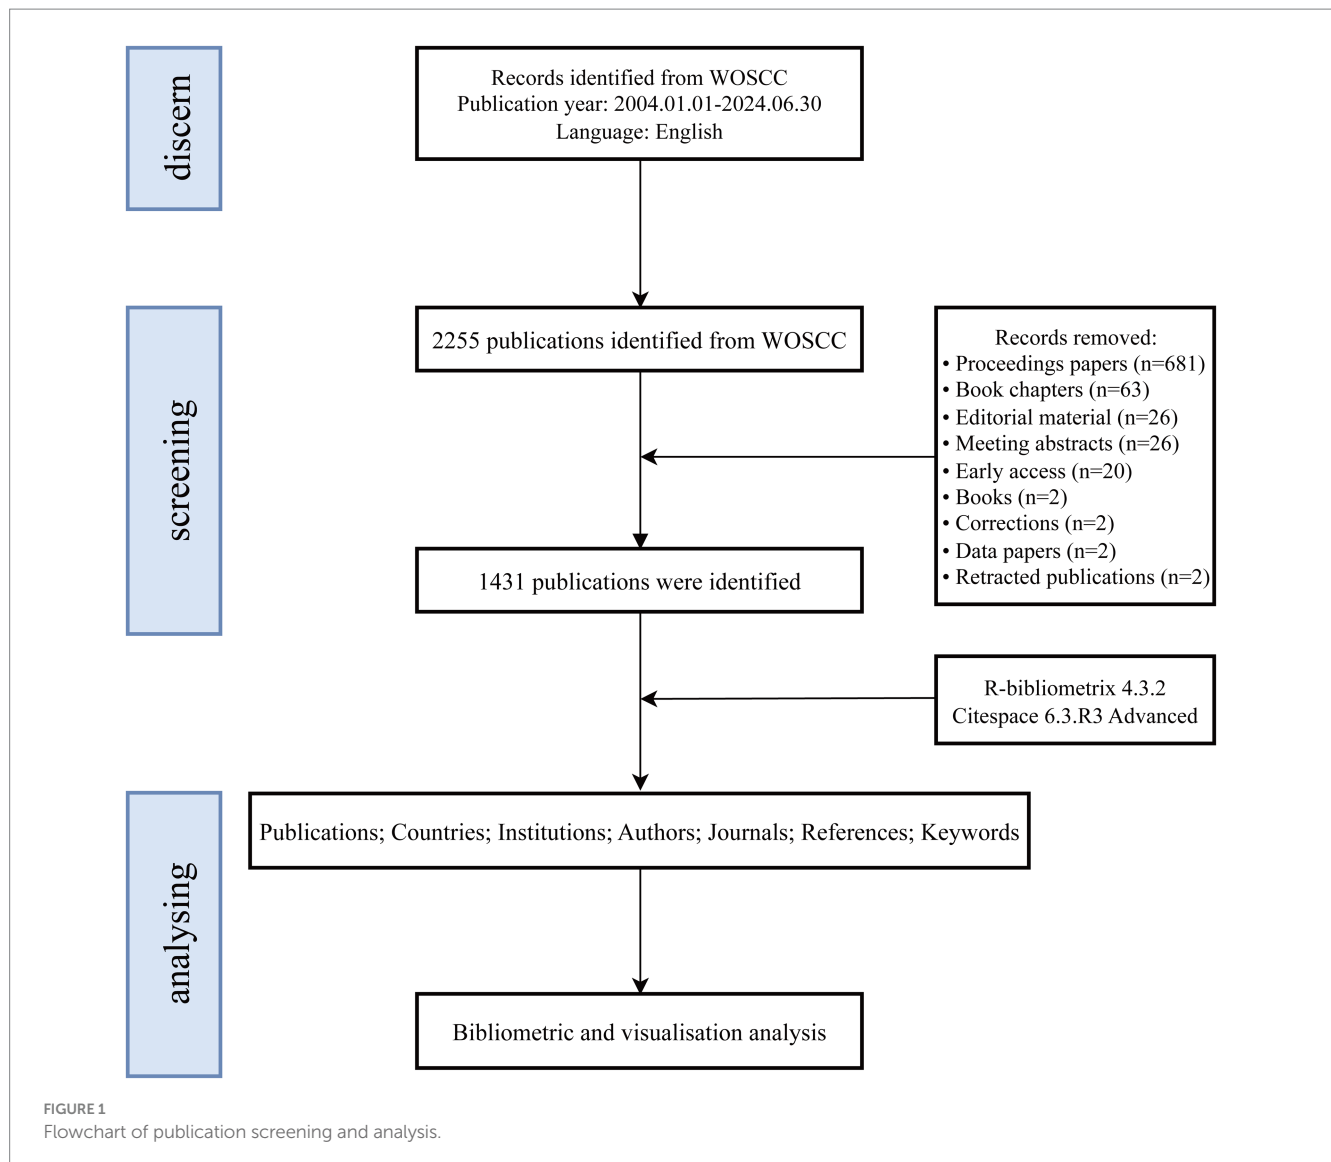 discern
Records identified from WOSCC
Publication year: 2004.01.01-2024.06.30
Language: English
screening
2255 publications identified from WOSCC
Records removed:
• Proceedings papers (n=681)
• Book chapters (n=63)
• Editorial material (n=26)
• Meeting abstracts (n=26)
• Early access (n=20)
• Books (n=2)
• Corrections (n=2)
• Data papers (n=2)
• Retracted publications (n=2)
1431 publications were identified
R-bibliometrix 4.3.2
Citespace 6.3.R3 Advanced
analysing
Publications; Countries; Institutions; Authors; Journals; References; Keywords
Bibliometric and visualisation analysis
FIGURE 1
Flowchart of publication screening and analysis.